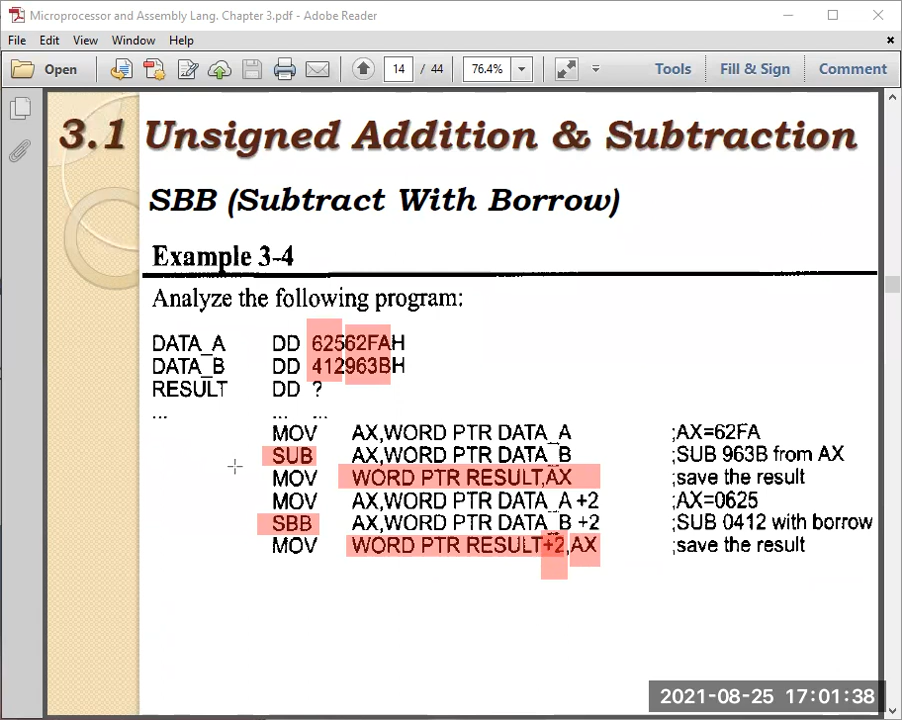 Microprocessor and Assembly Lang. Chapter 3.pdf - Adobe Reader
File Edit View Window Help
Open 14 / 44 76.4% Tools Fill & Sign Comment
3.1 Unsigned Addition & Subtraction
SBB (Subtract With Borrow)
Example 3-4
Analyze the following program:
DATA_A DD 62562FAH
DATA_B DD 412963BH
RESULT DD ?
... ... ...
MOV AX,WORD PTR DATA_A ;AX=62FA
SUB AX,WORD PTR DATA_B ;SUB 963B from AX
MOV WORD PTR RESULT,AX ;save the result
MOV AX,WORD PTR DATA_A +2 ;AX=0625
SBB AX,WORD PTR DATA_B +2 ;SUB 0412 with borrow
MOV WORD PTR RESULT+2,AX ;save the result
2021-08-25 17:01:38